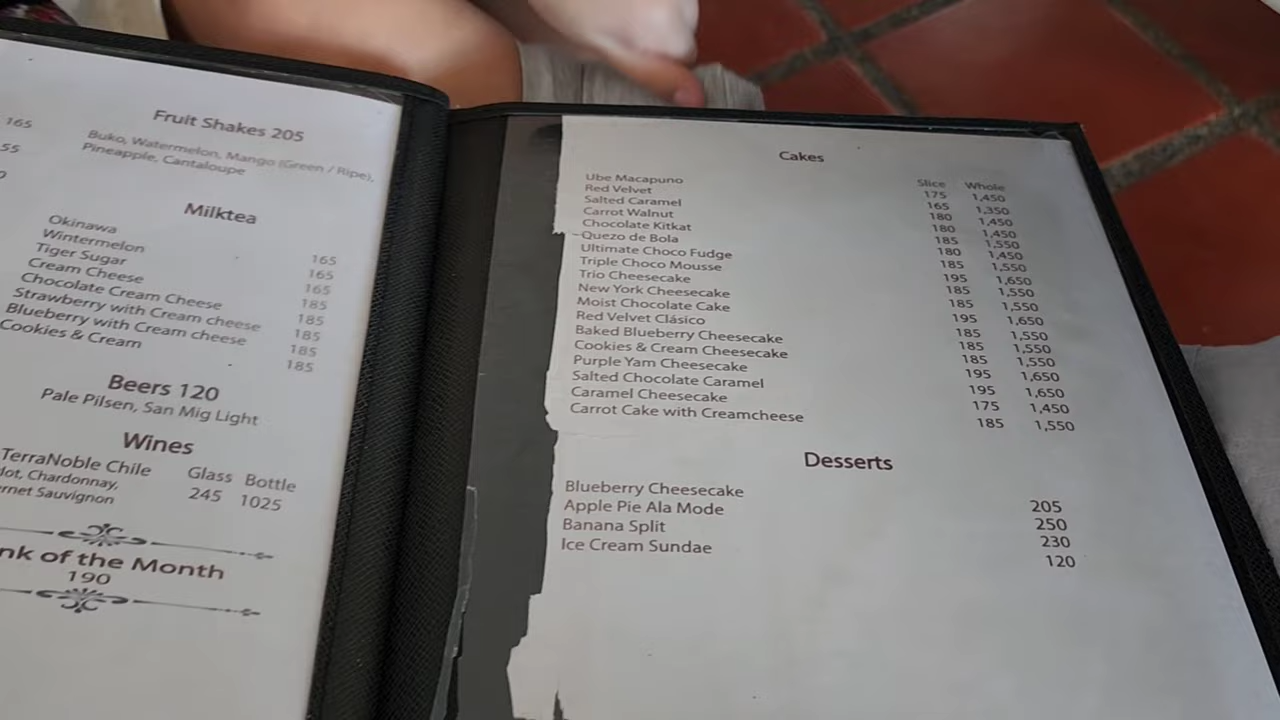 165
55
0
Fruit Shakes 205
Buko, Watermelon, Mango (Green / Ripe),
Pineapple, Cantaloupe
Milktea
Okinawa 165
Wintermelon 165
Tiger Sugar 165
Cream Cheese 185
Chocolate Cream Cheese 185
Strawberry with Cream cheese 185
Blueberry with Cream cheese 185
Cookies & Cream 185
Beers 120
Pale Pilsen, San Mig Light
Wines
Glass Bottle
TerraNoble Chile 245 1025
lot, Chardonnay,
rnet Sauvignon
nk of the Month
190
Cakes
Slice Whole
Ube Macapuno 175 1,450
Red Velvet 165 1,350
Salted Caramel 180 1,450
Carrot Walnut 180 1,450
Chocolate Kitkat 185 1,550
Quezo de Bola 180 1,450
Ultimate Choco Fudge 185 1,550
Triple Choco Mousse 195 1,650
Trio Cheesecake 185 1,550
New York Cheesecake 185 1,550
Moist Chocolate Cake 195 1,650
Red Velvet Clásico 185 1,550
Baked Blueberry Cheesecake 185 1,550
Cookies & Cream Cheesecake 185 1,550
Purple Yam Cheesecake 195 1,650
Salted Chocolate Caramel 195 1,650
Caramel Cheesecake 175 1,450
Carrot Cake with Creamcheese 185 1,550
Desserts
Blueberry Cheesecake 205
Apple Pie Ala Mode 250
Banana Split 230
Ice Cream Sundae 120